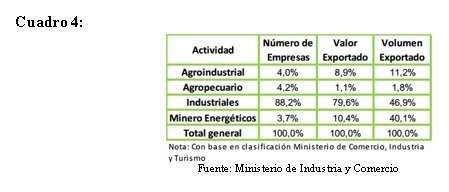 Cuadro 4:
Actividad Número de Empresas Valor Exportado Volumen Exportado
Agroindustrial 4,0% 8,9% 11,2%
Agropecuario 4,2% 1,1% 1,8%
Industriales 88,2% 79,6% 46,9%
Minero Energéticos 3,7% 10,4% 40,1%
Total general 100,0% 100,0% 100,0%
Nota: Con base en clasificación Ministerio de Comercio, Industria
y Turismo
Fuente: Ministerio de Industria y Comercio